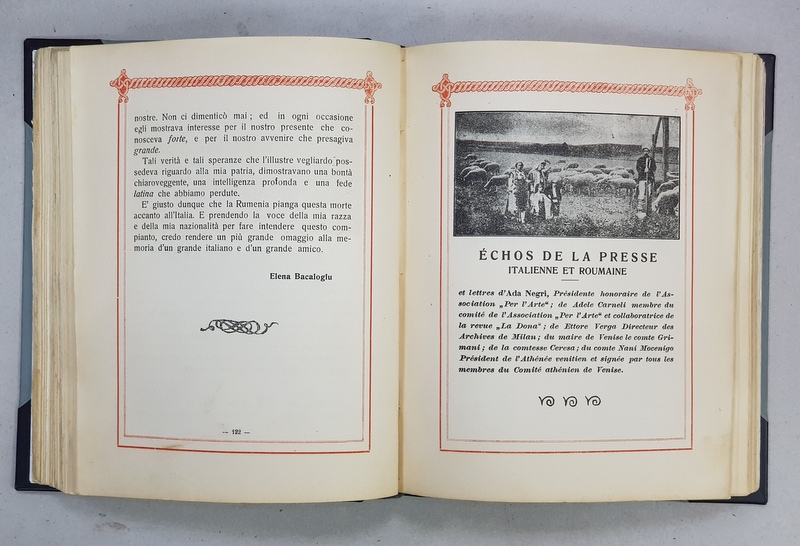 nostre. Non ci dimenticò mai ; ed in ogni occasione
egli mostrava interesse per il nostro presente che co-
nosceva forte, e per il nostro avvenire che presagiva
grande.
Tali verità e tali speranze che l'illustre vegliardo pos-
sedeva riguardo alla mia patria, dimostravano una bontà
chiaroveggente, una intelligenza profonda e una fede
latina che abbiamo perdute.
E' giusto dunque che la Rumenia pianga questa morte
accanto all'Italia. E prendendo la voce della mia razza
e della mia nazionalità per fare intendere questo com-
pianto, credo rendere un più grande omaggio alla me-
moria d'un grande italiano e d'un grande amico.
Elena Bacaloglu
— 122 —
ÉCHOS DE LA PRESSE
ITALIENNE ET ROUMAINE
et lettres d'Ada Negri, Présidente honoraire de l'As-
sociation „Per l'Arte" ; de Adele Carneli membre du
comité de l'Association „Per l'Arte" et collaboratrice de
la revue „La Dona" ; de Ettore Verga Directeur des
Archives de Milan ; du maire de Venise le comte Gri-
mani ; de la comtesse Ceresa ; du comte Nani Mocenigo
Président de l'Athénée venitien et signée par tous les
membres du Comité athénien de Venise.